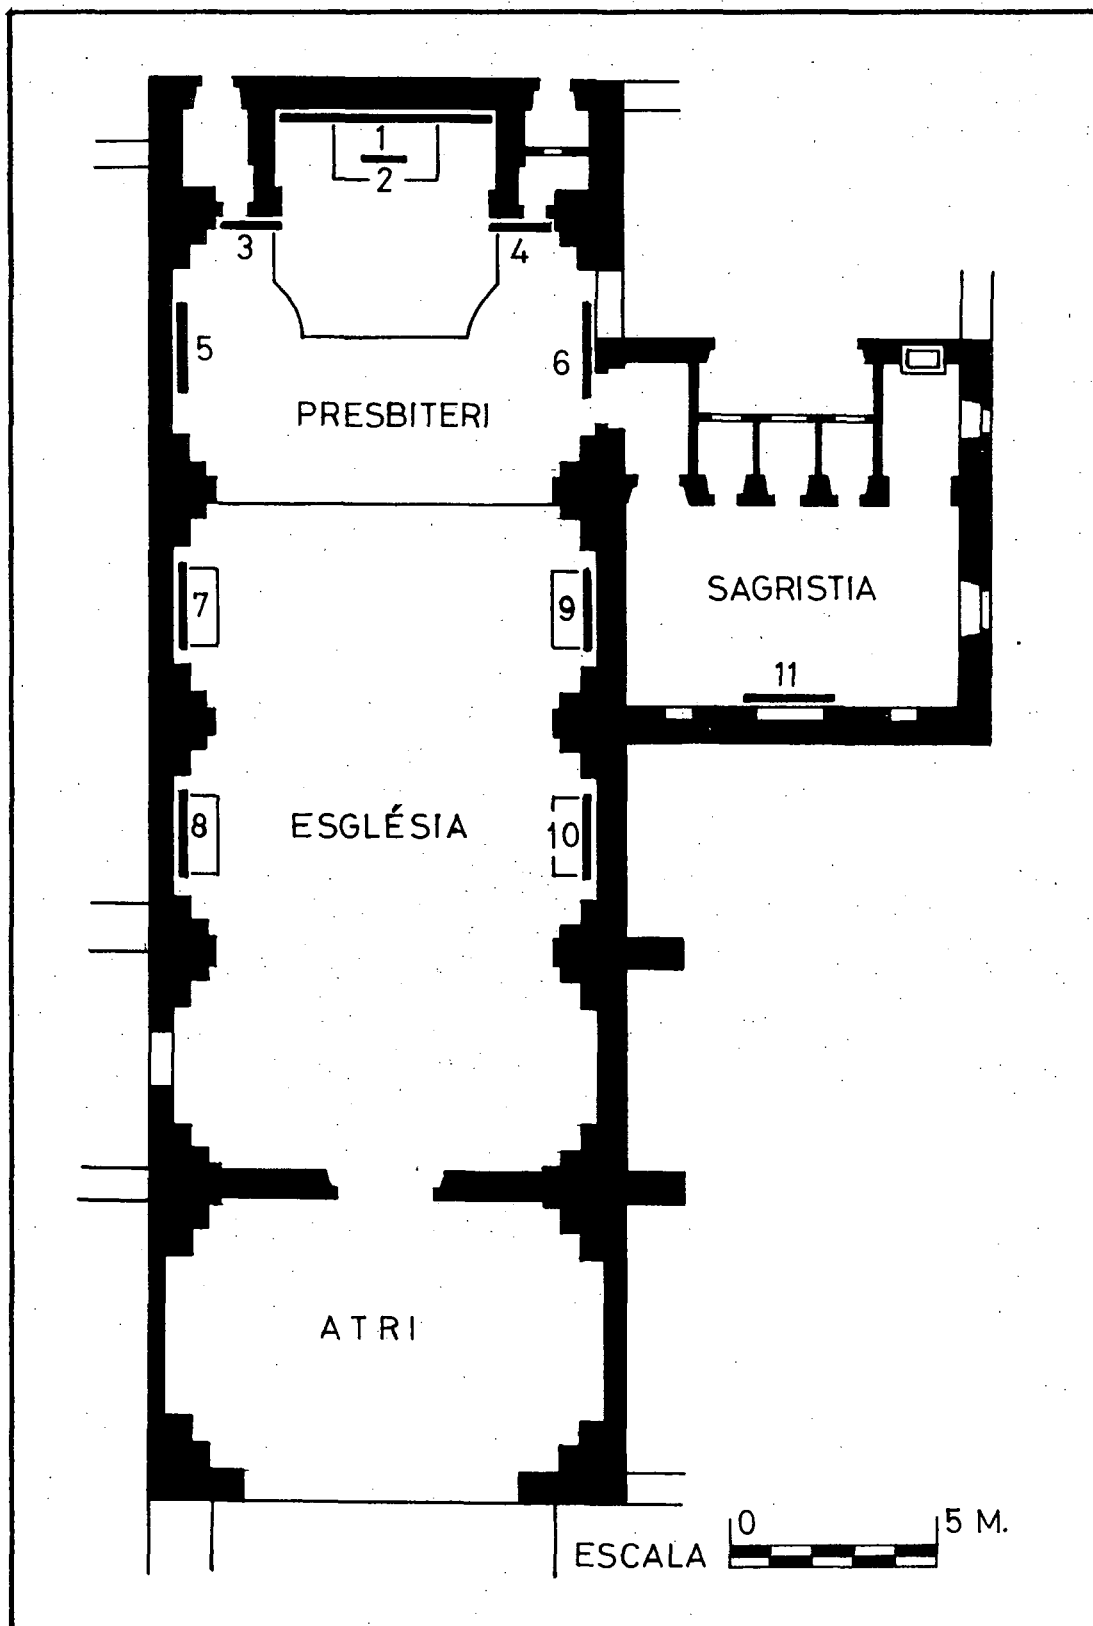 1
2
3 4
5 6
PRESBITERI
7 9
SAGRISTIA
11
8 ESGLÉSIA 10
ATRI
0 5 M.
ESCALA